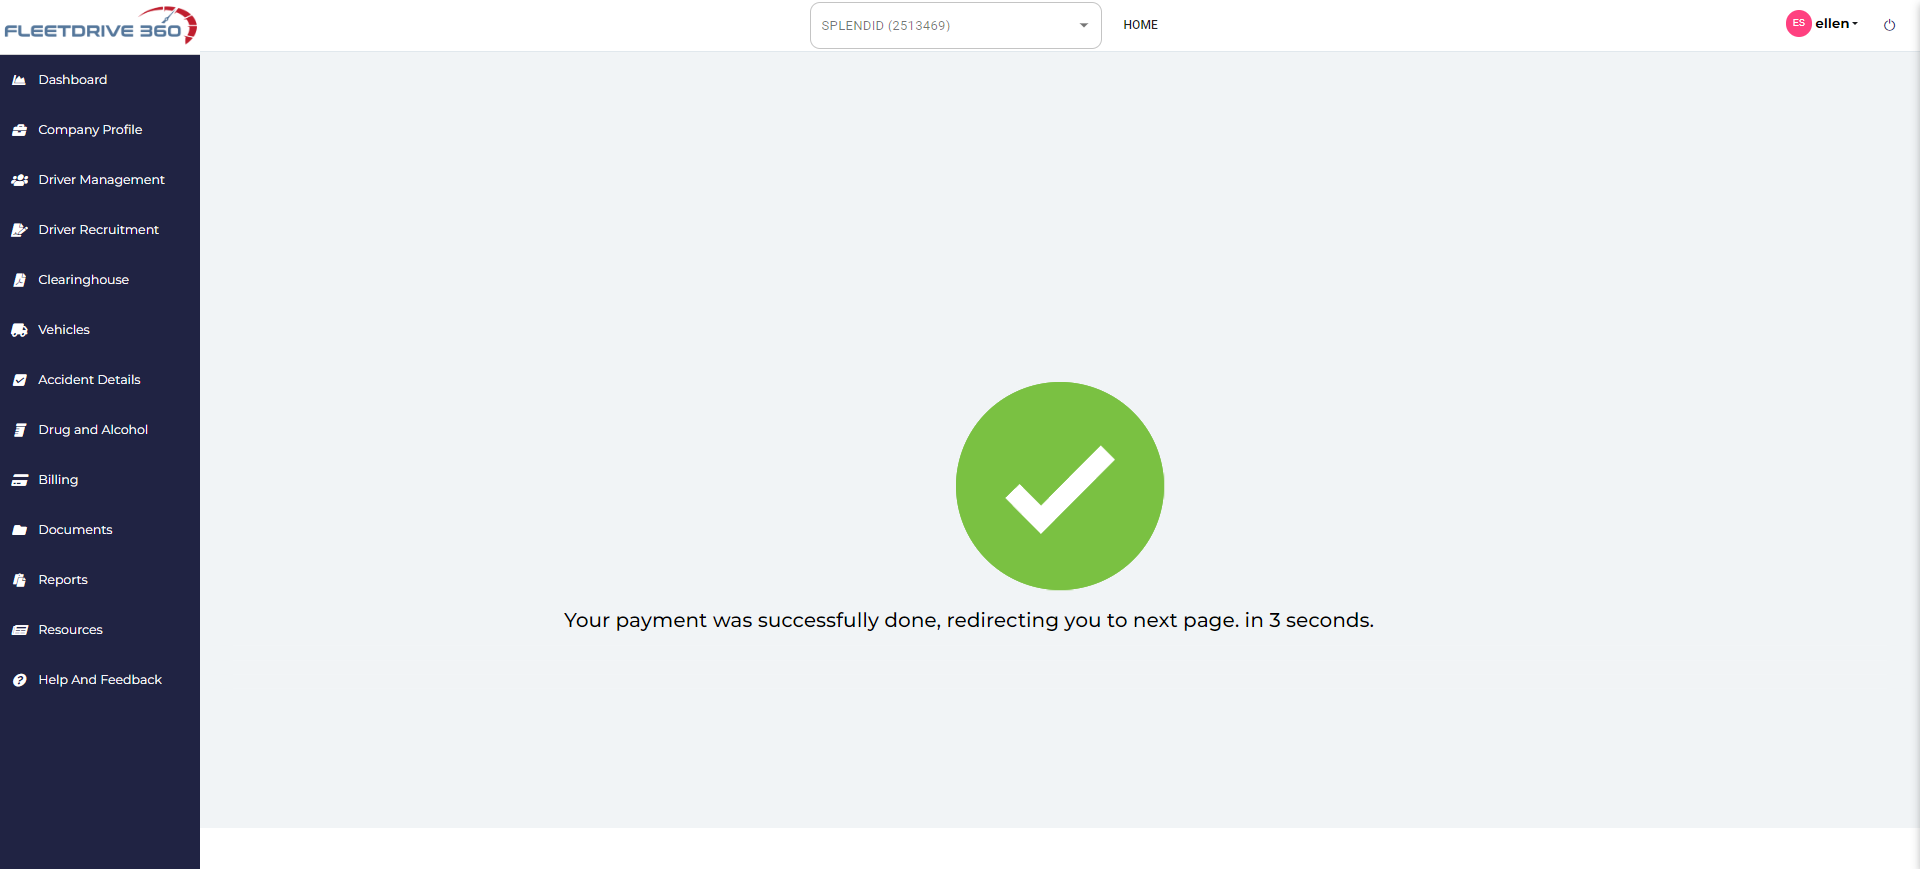 FLEETDRIVE 360
SPLENDID (2513469)
HOME
ES
ellen
Dashboard
Company Profile
Driver Management
Driver Recruitment
Clearinghouse
Vehicles
Accident Details
Drug and Alcohol
Billing
Documents
Reports
Resources
Help And Feedback
Your payment was successfully done, redirecting you to next page. in 3 seconds.